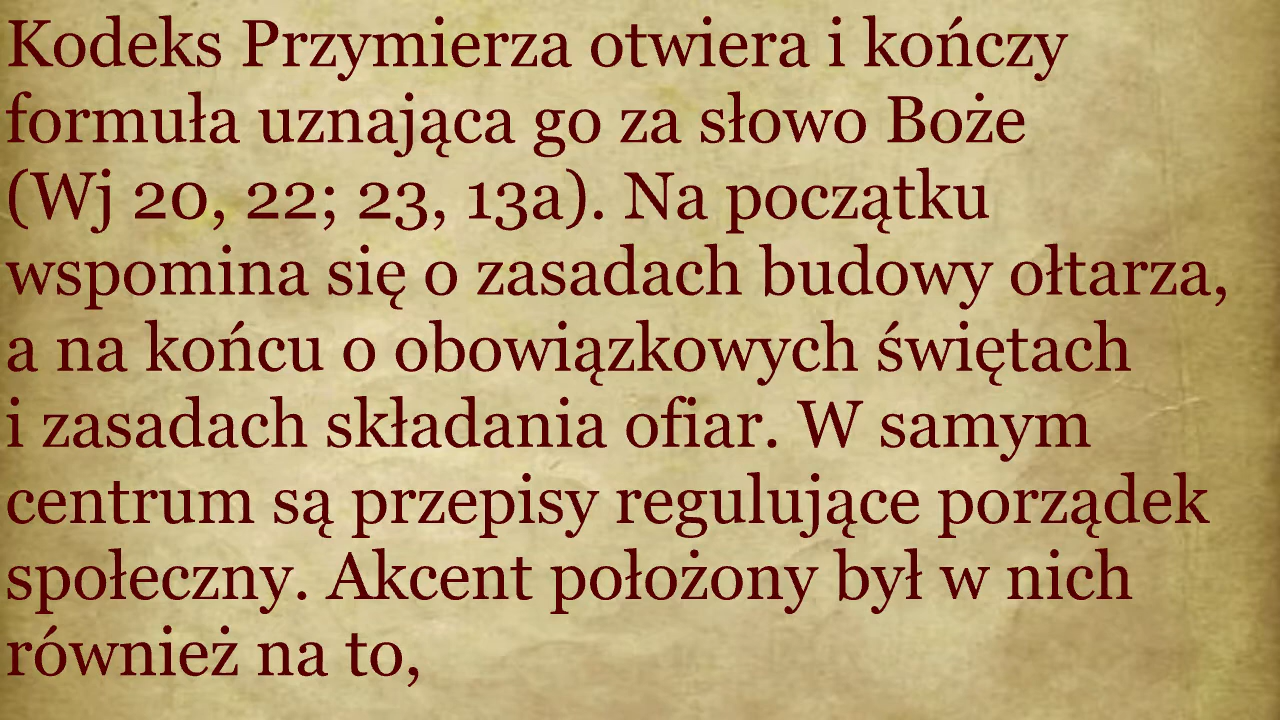 Kodeks Przymierza otwiera i kończy
formuła uznająca go za słowo Boże
(Wj 20, 22; 23, 13a). Na początku
wspomina się o zasadach budowy ołtarza,
a na końcu o obowiązkowych świętach
i zasadach składania ofiar. W samym
centrum są przepisy regulujące porządek
społeczny. Akcent położony był w nich
również na to,